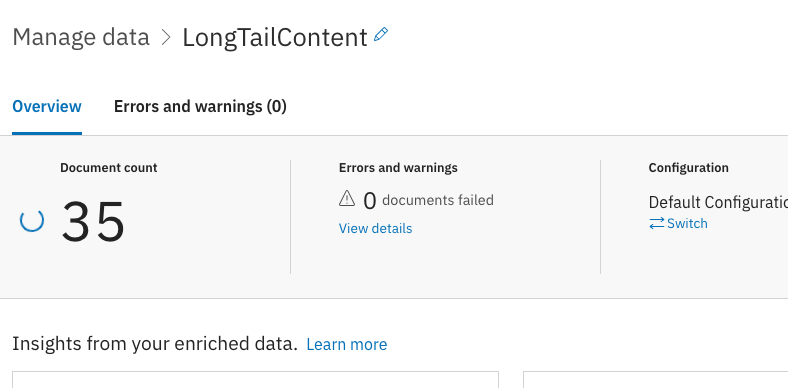 Manage data > LongTailContent
Overview Errors and warnings (0)
Document count Errors and warnings Configuration
35 0 documents failed Default Configuratio
View details Switch
Insights from your enriched data. Learn more